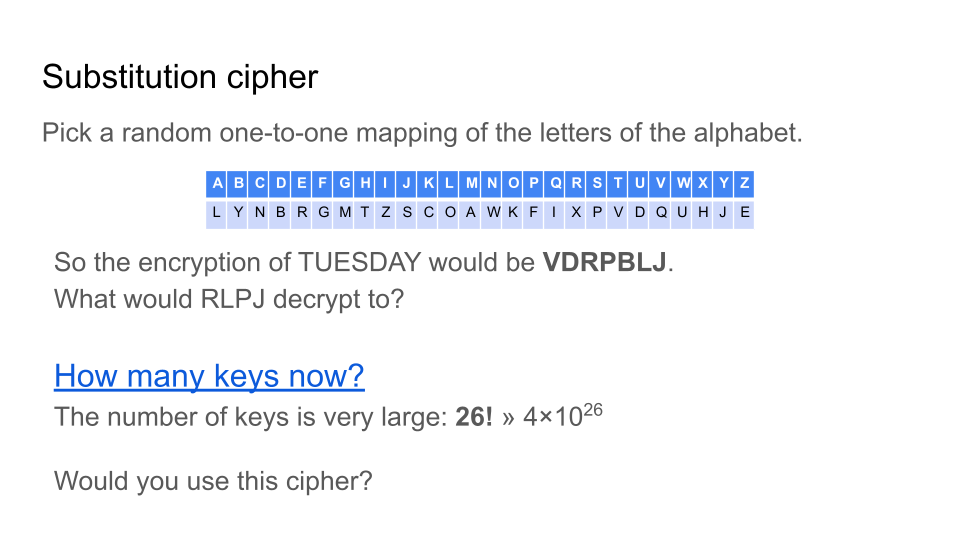 Substitution cipher
Pick a random one-to-one mapping of the letters of the alphabet.
A B C D E F G H I J K L M N O P Q R S T U V W X Y Z
L Y N B R G M T Z S C O A W K F I X P V D Q U H J E
So the encryption of TUESDAY would be VDRPBLJ.
What would RLPJ decrypt to?
How many keys now?
The number of keys is very large: 26! » 4×10²⁶
Would you use this cipher?